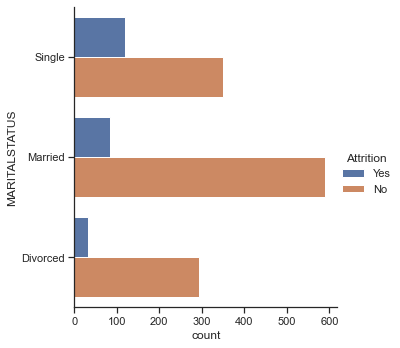 MARITALSTATUS
Single
Married
Divorced
0 100 200 300 400 500 600
count
Attrition
Yes
No